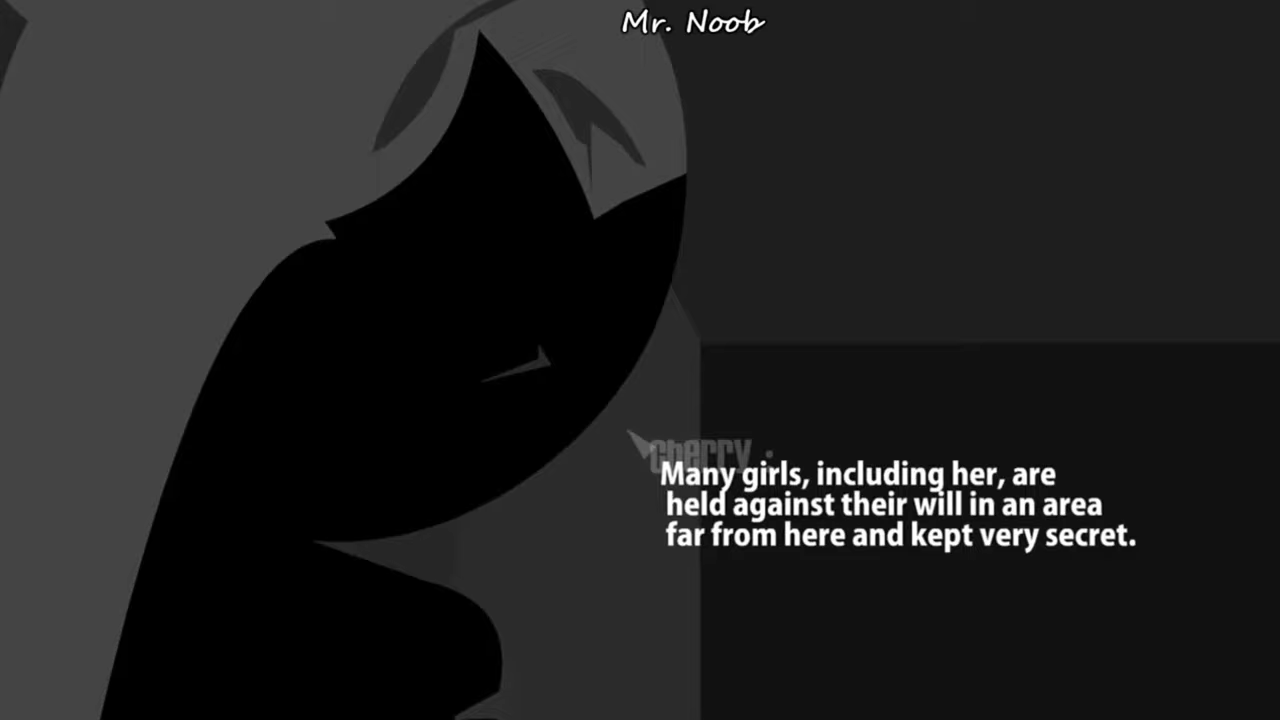 Mr. Noob
cherry
Many girls, including her, are
held against their will in an area
far from here and kept very secret.